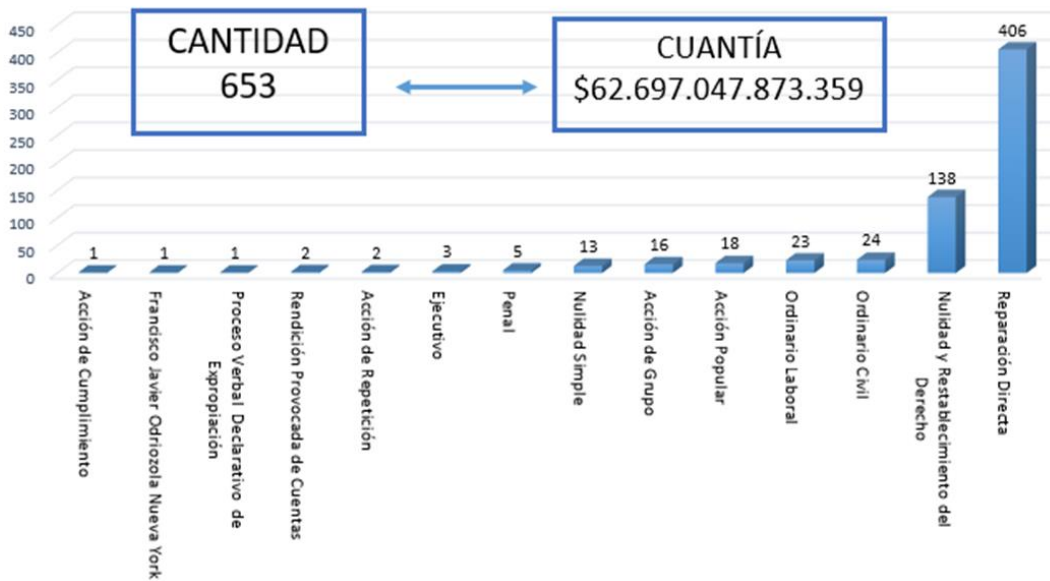 CANTIDAD
653
CUANTÍA
$62.697.047.873.359
450
400
350
300
250
200
150
100
50
0
1
1
1
2
2
3
5
13
16
18
23
24
138
406
Acción de Cumplimiento
Francisco Javier Odriozola Nueva York
Proceso Verbal Declarativo de
Expropiación
Rendición Provocada de Cuentas
Acción de Repetición
Ejecutivo
Penal
Nulidad Simple
Acción de Grupo
Acción Popular
Ordinario Laboral
Ordinario Civil
Nulidad y Restablecimiento del
Derecho
Reparación Directa